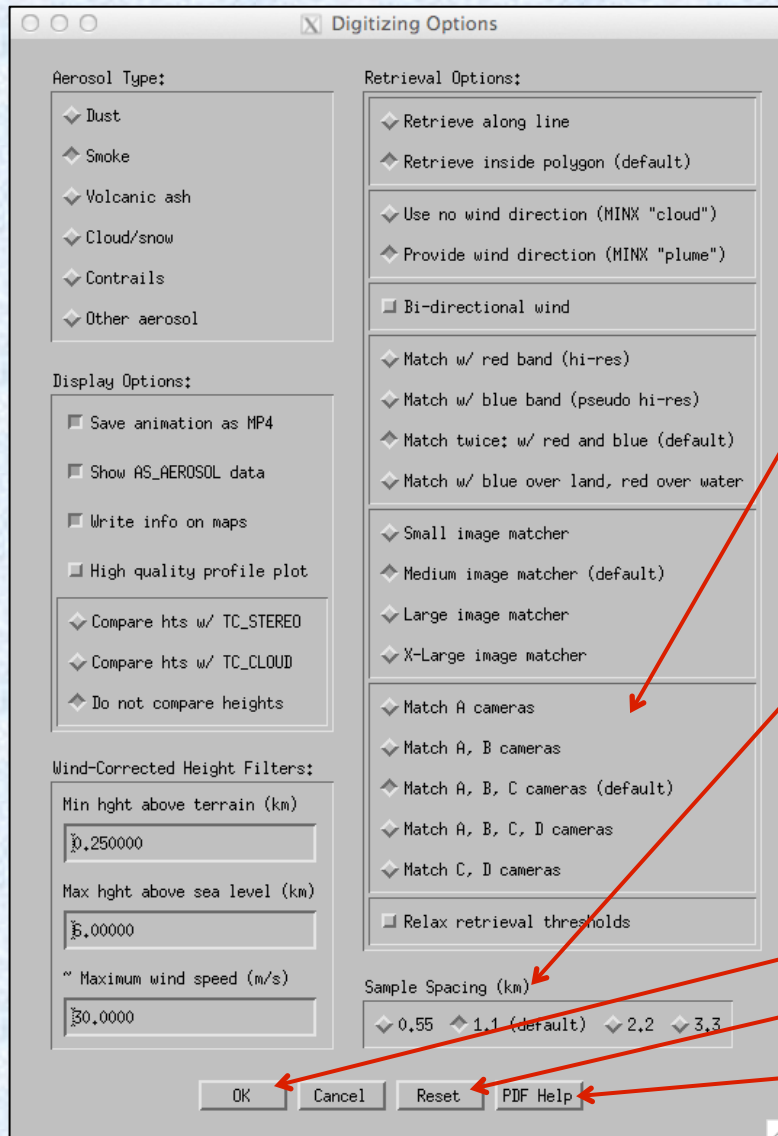 Digitizing Options
Aerosol Type:
Dust
Smoke
Volcanic ash
Cloud/snow
Contrails
Other aerosol
Display Options:
Save animation as MP4
Show AS_AEROSOL data
Write info on maps
High quality profile plot
Compare hts w/ TC_STEREO
Compare hts w/ TC_CLOUD
Do not compare heights
Wind-Corrected Height Filters:
Min hght above terrain (km)
0.250000
Max hght above sea level (km)
6.00000
~ Maximum wind speed (m/s)
30.0000
Retrieval Options:
Retrieve along line
Retrieve inside polygon (default)
Use no wind direction (MINX "cloud")
Provide wind direction (MINX "plume")
Bi-directional wind
Match w/ red band (hi-res)
Match w/ blue band (pseudo hi-res)
Match twice: w/ red and blue (default)
Match w/ blue over land, red over water
Small image matcher
Medium image matcher (default)
Large image matcher
X-Large image matcher
Match A cameras
Match A, B cameras
Match A, B, C cameras (default)
Match A, B, C, D cameras
Match C, D cameras
Relax retrieval thresholds
Sample Spacing (km)
0.55 1.1 (default) 2.2 3.3
OK Cancel Reset PDF Help